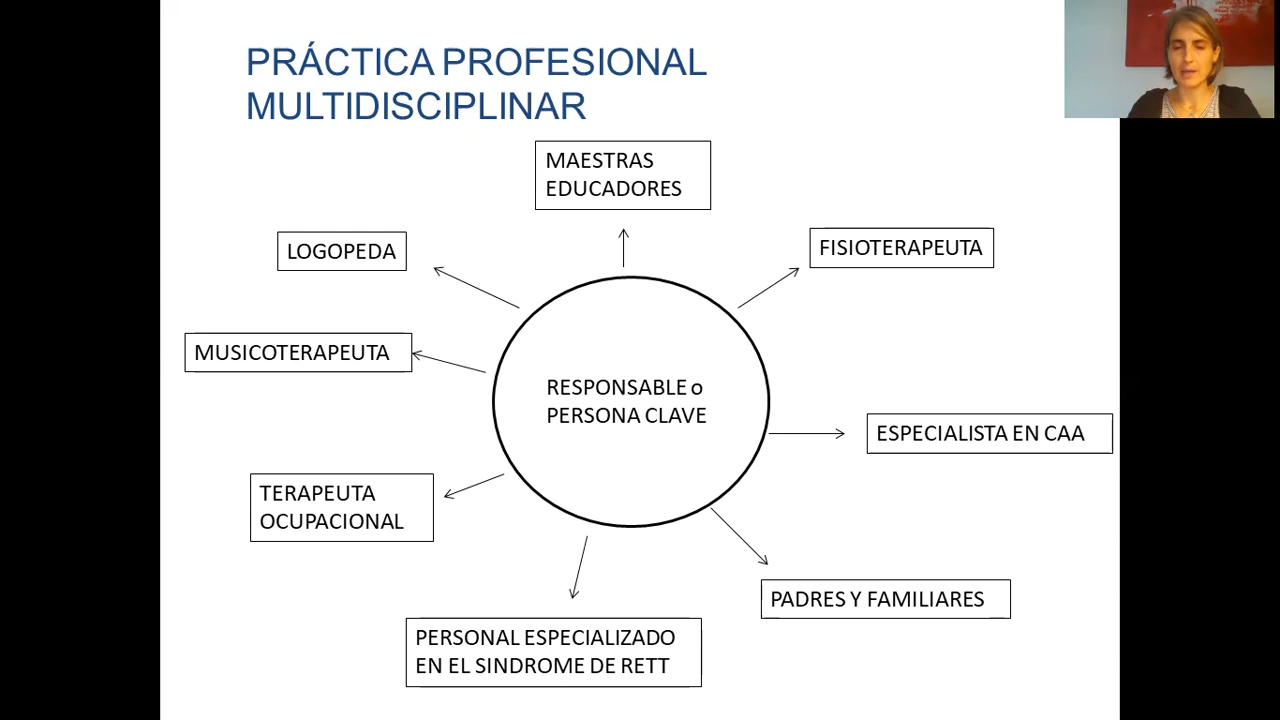 PRÁCTICA PROFESIONAL
MULTIDISCIPLINAR
MAESTRAS
EDUCADORES
LOGOPEDA
FISIOTERAPEUTA
MUSICOTERAPEUTA
RESPONSABLE o
PERSONA CLAVE
ESPECIALISTA EN CAA
TERAPEUTA
OCUPACIONAL
PADRES Y FAMILIARES
PERSONAL ESPECIALIZADO
EN EL SINDROME DE RETT